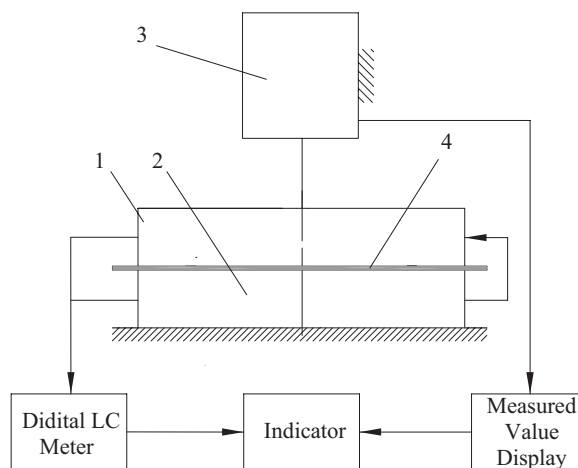 3
1
2
4
Didital LC
Meter
Indicator
Measured
Value
Display